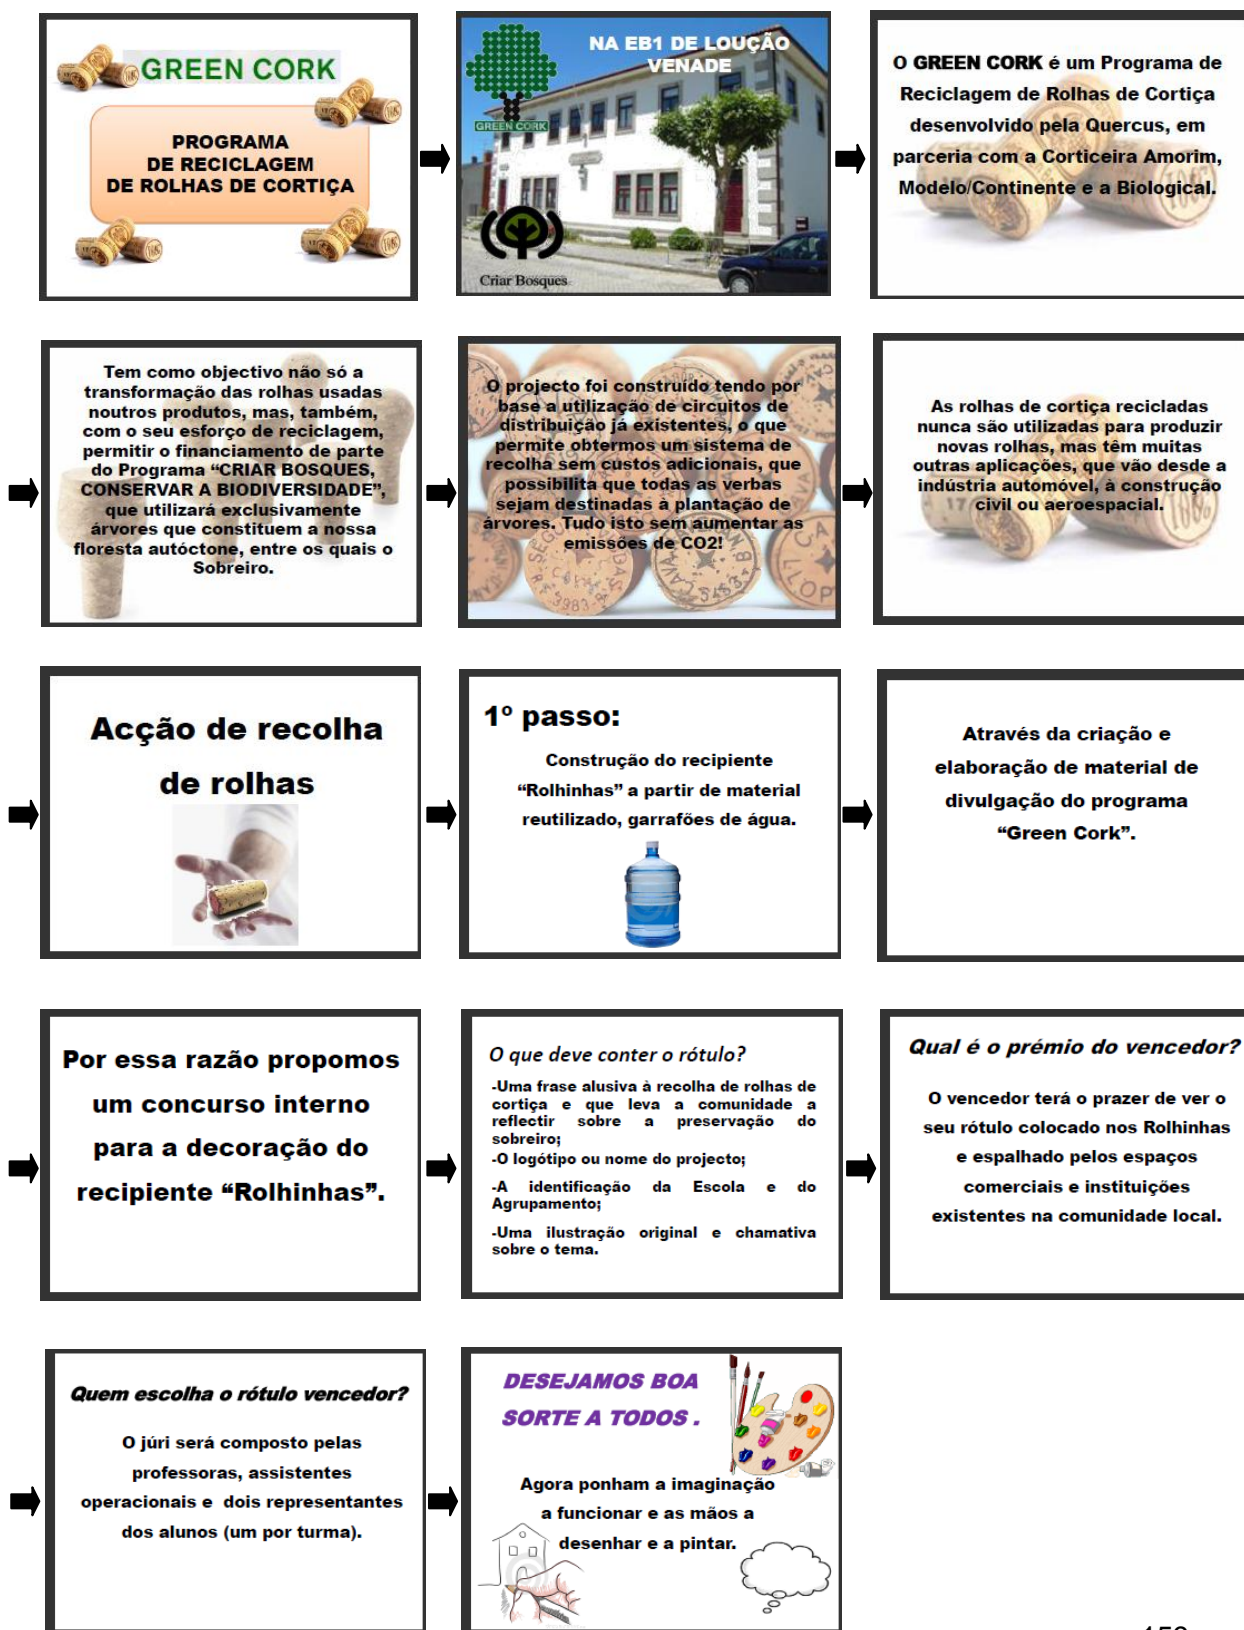 GREEN CORK
PROGRAMA
DE RECICLAGEM
DE ROLHAS DE CORTIÇA
NA EB1 DE LOUÇÃO
VENADE
GREEN CORK
Criar Bosques
O GREEN CORK é um Programa de
Reciclagem de Rolhas de Cortiça
desenvolvido pela Quercus, em
parceria com a Corticeira Amorim,
Modelo/Continente e a Biological.
Tem como objectivo não só a
transformação das rolhas usadas
noutros produtos, mas, também,
com o seu esforço de reciclagem,
permitir o financiamento de parte
do Programa “CRIAR BOSQUES,
CONSERVAR A BIODIVERSIDADE”,
que utilizará exclusivamente
árvores que constituem a nossa
floresta autóctone, entre os quais o
Sobreiro.
O projecto foi construído tendo por
base a utilização de circuitos de
distribuição já existentes, o que
permite obtermos um sistema de
recolha sem custos adicionais, que
possibilita que todas as verbas
sejam destinadas à plantação de
árvores. Tudo isto sem aumentar as
emissões de CO2!
As rolhas de cortiça recicladas
nunca são utilizadas para produzir
novas rolhas, mas têm muitas
outras aplicações, que vão desde a
indústria automóvel, à construção
civil ou aeroespacial.
Acção de recolha
de rolhas
1º passo:
Construção do recipiente
“Rolhinhas” a partir de material
reutilizado, garrafões de água.
Através da criação e
elaboração de material de
divulgação do programa
“Green Cork”.
Por essa razão propomos
um concurso interno
para a decoração do
recipiente “Rolhinhas”.
O que deve conter o rótulo?
-Uma frase alusiva à recolha de rolhas de
cortiça e que leva a comunidade a
reflectir sobre a preservação do
sobreiro;
-O logótipo ou nome do projecto;
-A identificação da Escola e do
Agrupamento;
-Uma ilustração original e chamativa
sobre o tema.
Qual é o prémio do vencedor?
O vencedor terá o prazer de ver o
seu rótulo colocado nos Rolhinhas
e espalhado pelos espaços
comerciais e instituições
existentes na comunidade local.
Quem escolha o rótulo vencedor?
O júri será composto pelas
professoras, assistentes
operacionais e dois representantes
dos alunos (um por turma).
DESEJAMOS BOA
SORTE A TODOS .
Agora ponham a imaginação
a funcionar e as mãos a
desenhar e a pintar.